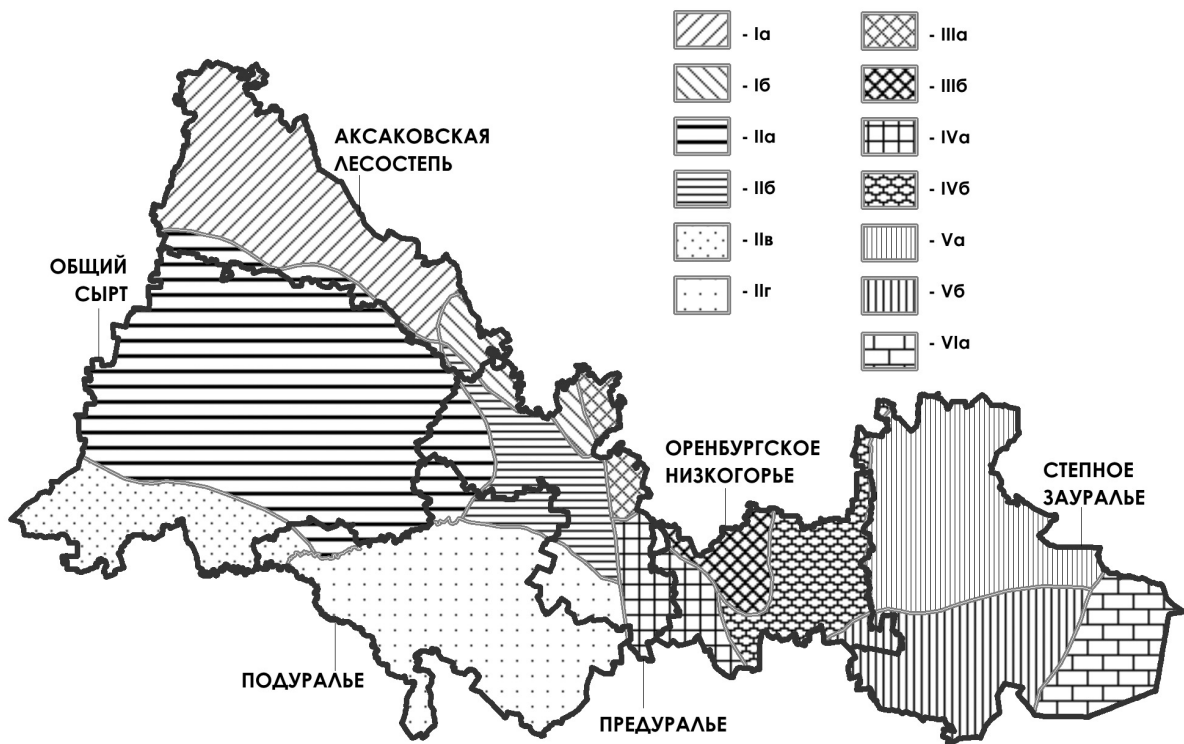 - Iа
- Iб
- IIа
- IIб
- IIв
- IIг
- IIIа
- IIIб
- IVа
- IVб
- Vа
- Vб
- VIа
АКСАКОВСКАЯ
ЛЕСОСТЕПЬ
ОБЩИЙ
СЫРТ
ОРЕНБУРГСКОЕ
НИЗКОГОРЬЕ
СТЕПНОЕ
ЗАУРАЛЬЕ
ПОДУРАЛЬЕ
ПРЕДУРАЛЬЕ